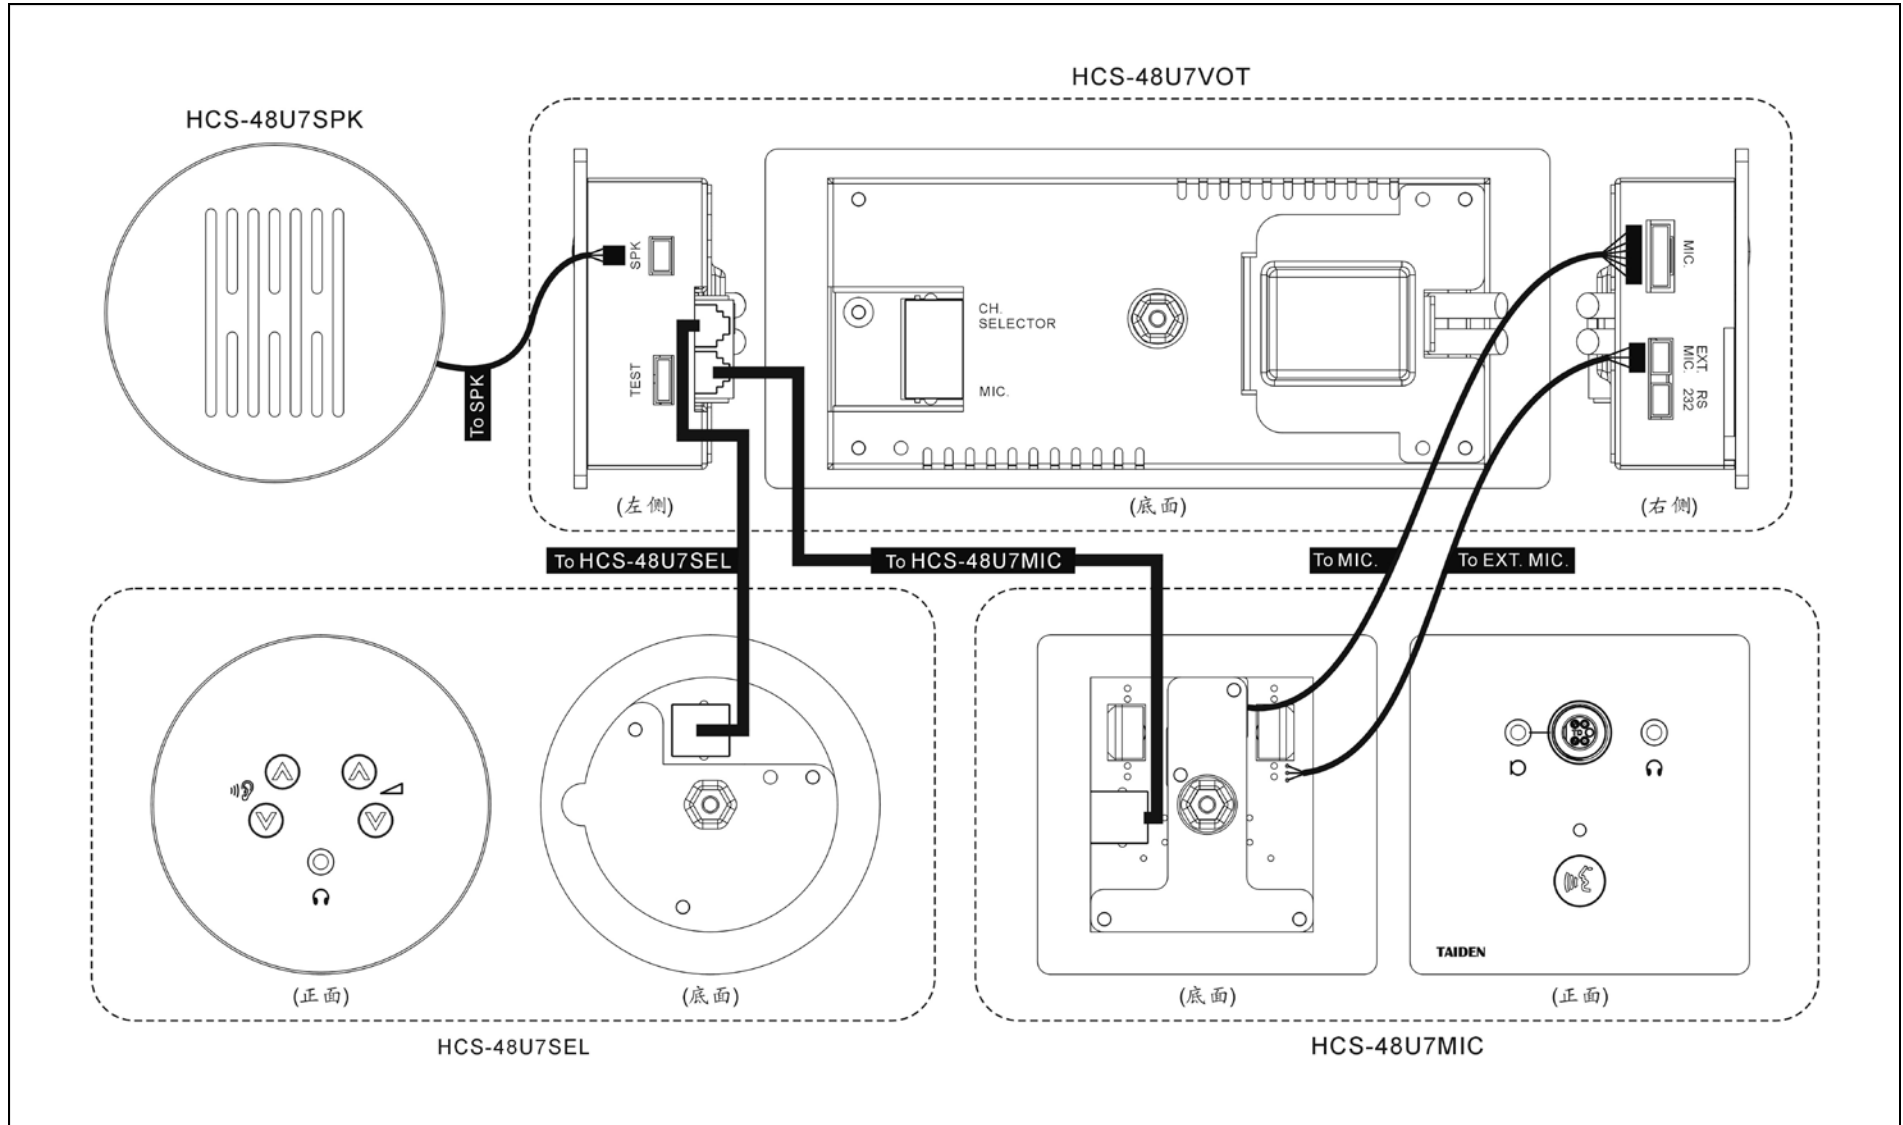 HCS-48U7VOT
HCS-48U7SPK
SPK
TEST
CH.
SELECTOR
MIC.
MIC.
EXT.
MIC.
RS
232
To SPK
(左侧)
(底面)
(右侧)
To HCS-48U7SEL
To HCS-48U7MIC
To MIC.
To EXT. MIC.
TAIDEN
(正面)
(底面)
(底面)
(正面)
HCS-48U7SEL
HCS-48U7MIC